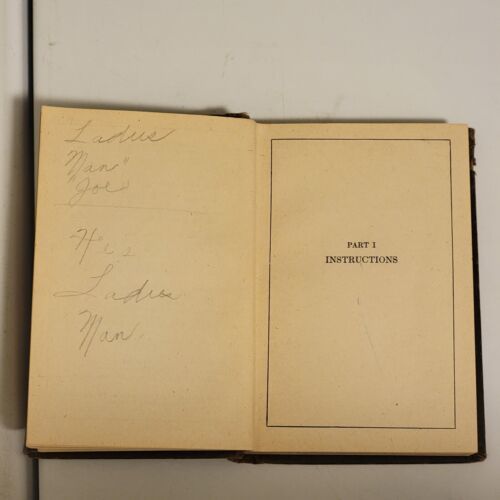 Ladies
Man"
"Joe"
He's
Ladies
Man.
PART I
INSTRUCTIONS